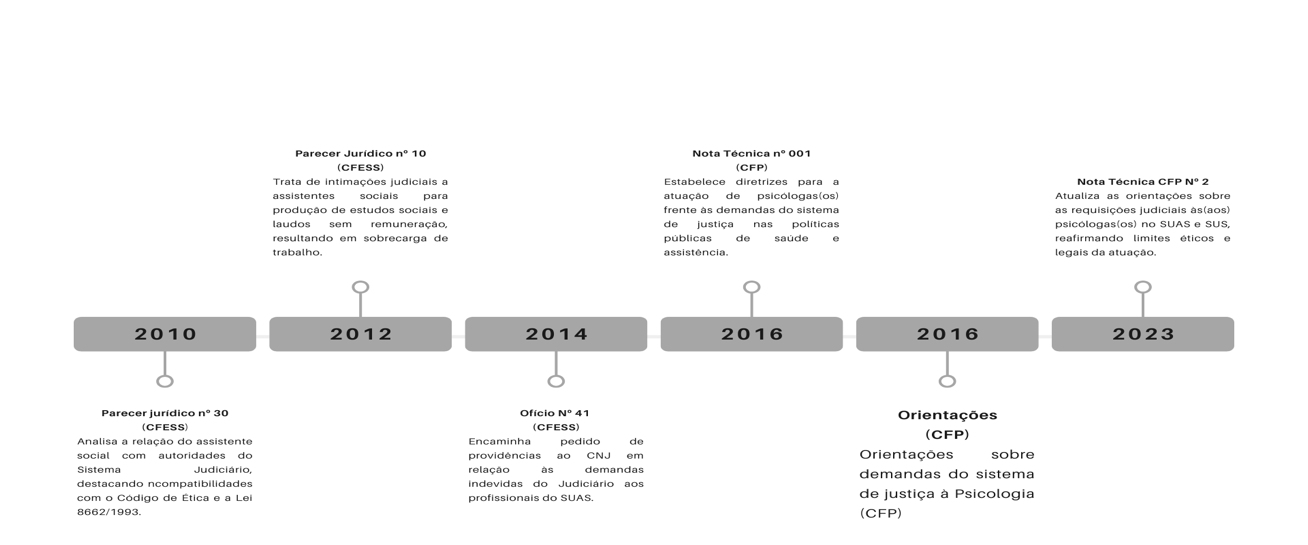 Parecer Jurídico nº 10
(CFESS)
Trata de intimações judiciais a
assistentes sociais para
produção de estudos sociais e
laudos sem remuneração,
resultando em sobrecarga de
trabalho.
Nota Técnica nº 001
(CFP)
Estabelece diretrizes para a
atuação de psicólogas(os)
frente às demandas do sistema
de justiça nas políticas
públicas de saúde e
assistência.
Nota Técnica CFP Nº 2
Atualiza as orientações sobre
as requisições judiciais às(aos)
psicólogas(os) no SUAS e SUS,
reafirmando limites éticos e
legais da atuação.
2010
2012
2014
2016
2016
2023
Parecer jurídico nº 30
(CFESS)
Analisa a relação do assistente
social com autoridades do
Sistema Judiciário,
destacando ncompatibilidades
com o Código de Ética e a Lei
8662/1993.
Ofício Nº 41
(CFESS)
Encaminha pedido de
providências ao CNJ em
relação às demandas
indevidas do Judiciário aos
profissionais do SUAS.
Orientações
(CFP)
Orientações sobre
demandas do sistema
de justiça à Psicologia
(CFP)